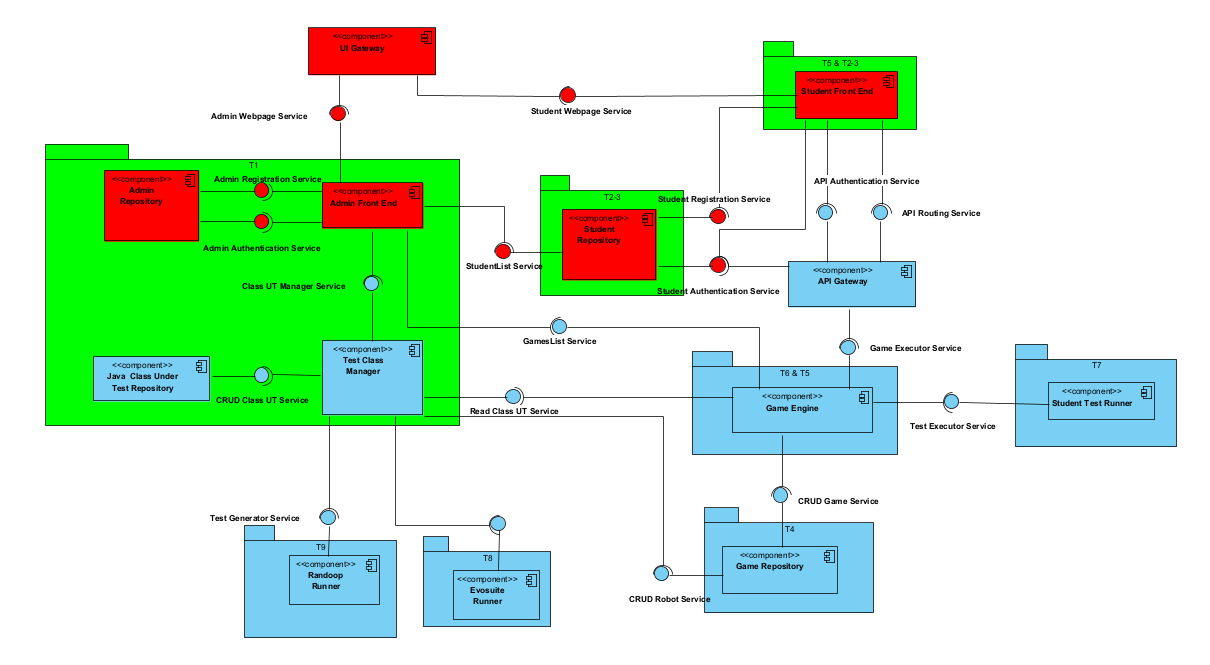 <<component>>
UI Gateway
T5 & T2-3
<<component>>
Student Front End
Admin Webpage Service
Student Webpage Service
T1
<<component>>
Admin
Repository
Admin Registration Service
<<component>>
Admin Front End
Admin Authentication Service
T2-3
<<component>>
Student
Repository
Student Registration Service
StudentList Service
Student Authentication Service
API Authentication Service
API Routing Service
<<component>>
API Gateway
Class UT Manager Service
GamesList Service
Game Executor Service
<<component>>
Java Class Under
Test Repository
CRUD Class UT Service
<<component>>
Test Class
Manager
Read Class UT Service
T6 & T5
<<component>>
Game Engine
Test Executor Service
T7
<<component>>
Student Test Runner
CRUD Game Service
Test Generator Service
T9
<<component>>
Randoop
Runner
T8
<<component>>
Evosuite
Runner
T4
<<component>>
Game Repository
CRUD Robot Service